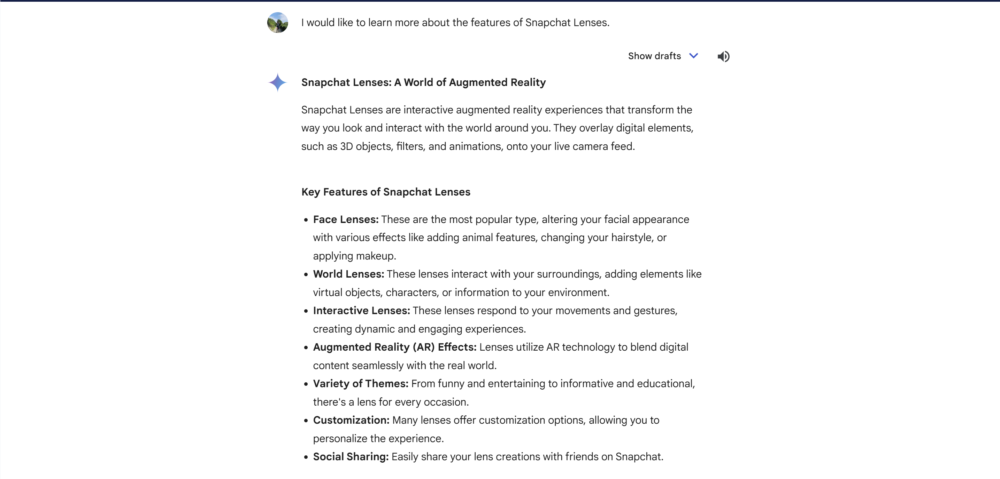 I would like to learn more about the features of Snapchat Lenses.
Show drafts
Snapchat Lenses: A World of Augmented Reality
Snapchat Lenses are interactive augmented reality experiences that transform the
way you look and interact with the world around you. They overlay digital elements,
such as 3D objects, filters, and animations, onto your live camera feed.
Key Features of Snapchat Lenses
• Face Lenses: These are the most popular type, altering your facial appearance
with various effects like adding animal features, changing your hairstyle, or
applying makeup.
• World Lenses: These lenses interact with your surroundings, adding elements like
virtual objects, characters, or information to your environment.
• Interactive Lenses: These lenses respond to your movements and gestures,
creating dynamic and engaging experiences.
• Augmented Reality (AR) Effects: Lenses utilize AR technology to blend digital
content seamlessly with the real world.
• Variety of Themes: From funny and entertaining to informative and educational,
there's a lens for every occasion.
• Customization: Many lenses offer customization options, allowing you to
personalize the experience.
• Social Sharing: Easily share your lens creations with friends on Snapchat.